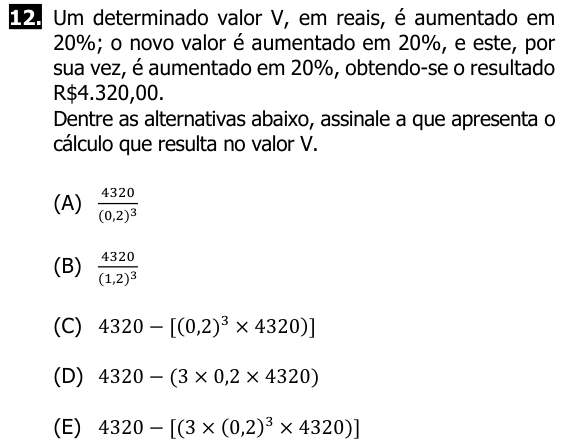 12. Um determinado valor V, em reais, é aumentado em
20%; o novo valor é aumentado em 20%, e este, por
sua vez, é aumentado em 20%, obtendo-se o resultado
R$4.320,00.
Dentre as alternativas abaixo, assinale a que apresenta o
cálculo que resulta no valor V.
(A) 4320/(0,2)³
(B) 4320/(1,2)³
(C) 4320 − [(0,2)³ × 4320)]
(D) 4320 − (3 × 0,2 × 4320)
(E) 4320 − [(3 × (0,2)³ × 4320)]